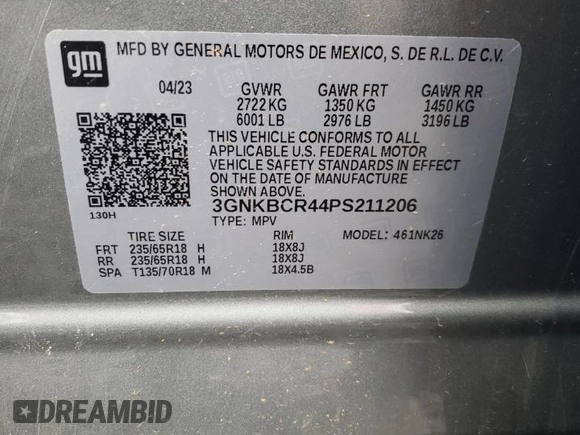 gm
MFD BY GENERAL MOTORS DE MEXICO, S. DE R.L. DE C.V.
04/23 GVWR GAWR FRT GAWR RR
2722 KG 1350 KG 1450 KG
6001 LB 2976 LB 3196 LB
THIS VEHICLE CONFORMS TO ALL
APPLICABLE U.S. FEDERAL MOTOR
VEHICLE SAFETY STANDARDS IN EFFECT
ON THE DATE OF MANUFACTURE
SHOWN ABOVE.
3GNKBCR44PS211206
130H
TYPE: MPV
TIRE SIZE RIM MODEL: 461NK26
FRT 235/65R18 H 18X8J
RR 235/65R18 H 18X8J
SPA T135/70R18 M 18X4.5B
DREAMBID